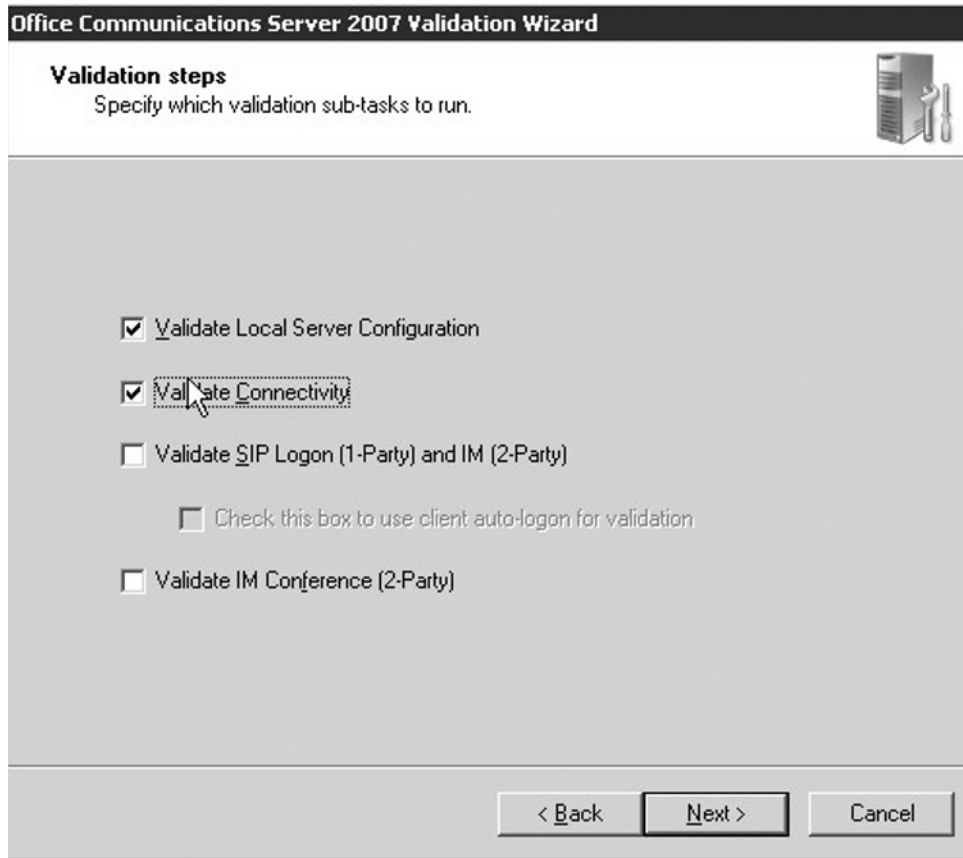 Office Communications Server 2007 Validation Wizard
Validation steps
Specify which validation sub-tasks to run.
Validate Local Server Configuration
Validate Connectivity
Validate SIP Logon (1-Party) and IM (2-Party)
Check this box to use client auto-logon for validation
Validate IM Conference (2-Party)
< Back Next > Cancel